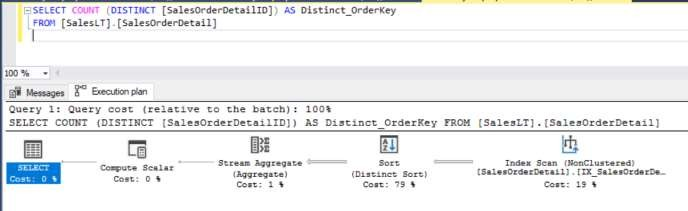 SELECT COUNT (DISTINCT [SalesOrderDetailID]) AS Distinct_OrderKey
FROM [SalesLT].[SalesOrderDetail]
100 %
Messages Execution plan
Query 1: Query cost (relative to the batch): 100%
SELECT COUNT (DISTINCT [SalesOrderDetailID]) AS Distinct_OrderKey FROM [SalesLT].[SalesOrderDetail]
SELECT
Cost: 0 %
Compute Scalar
Cost: 0 %
Stream Aggregate
(Aggregate)
Cost: 1 %
Sort
(Distinct Sort)
Cost: 79 %
Index Scan (NonClustered)
[SalesOrderDetail].[IX_SalesOrderDe…
Cost: 19 %